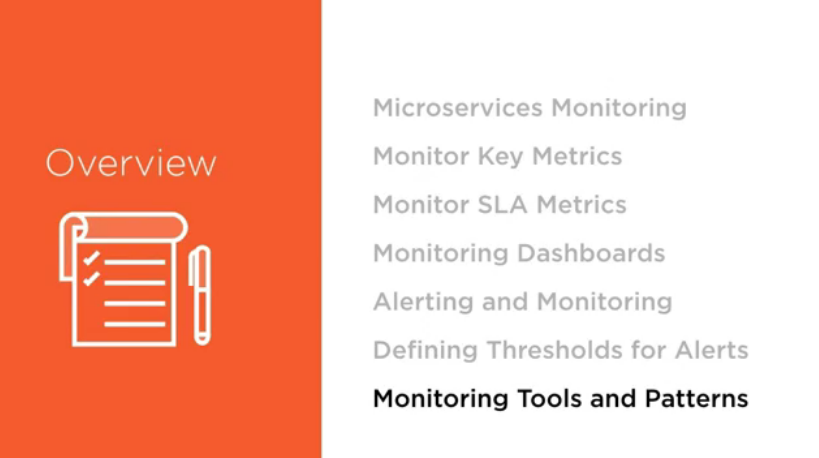 Overview
Microservices Monitoring
Monitor Key Metrics
Monitor SLA Metrics
Monitoring Dashboards
Alerting and Monitoring
Defining Thresholds for Alerts
Monitoring Tools and Patterns